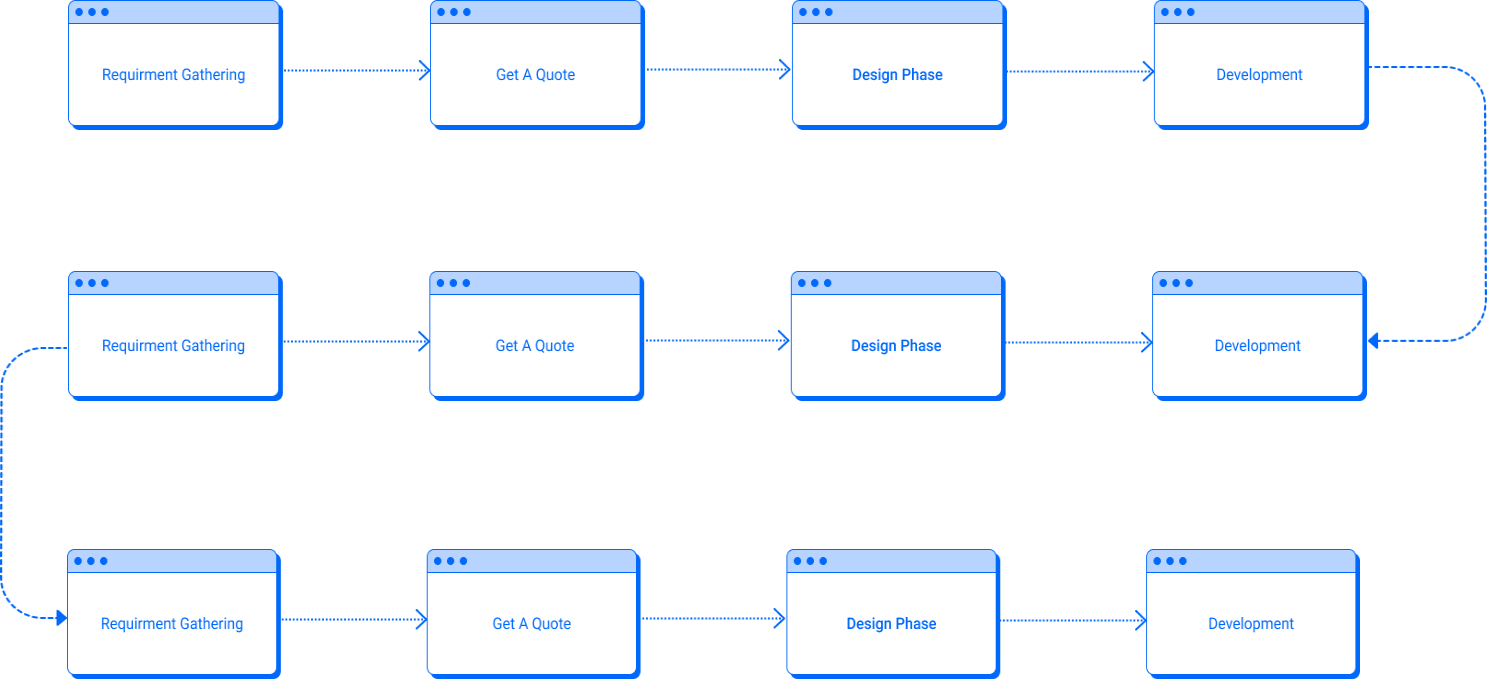 Requirment Gathering
Get A Quote
Design Phase
Development
Requirment Gathering
Get A Quote
Design Phase
Development
Requirment Gathering
Get A Quote
Design Phase
Development